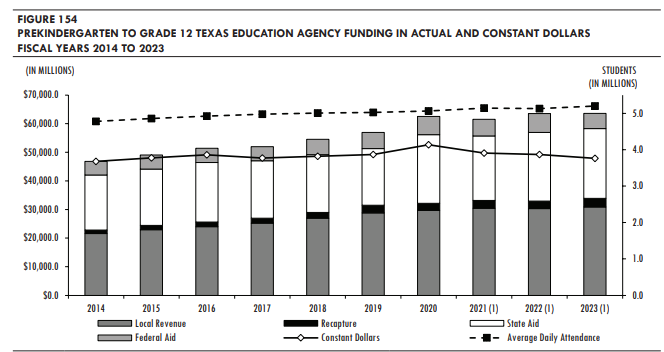 FIGURE 154
PREKINDERGARTEN TO GRADE 12 TEXAS EDUCATION AGENCY FUNDING IN ACTUAL AND CONSTANT DOLLARS
FISCAL YEARS 2014 TO 2023
(IN MILLIONS) STUDENTS
(IN MILLIONS)
$70,000.0
$60,000.0 5.0
$50,000.0 4.0
$40,000.0
$30,000.0 3.0
$20,000.0 2.0
$10,000.0 1.0
$0.0 0.0
2014 2015 2016 2017 2018 2019 2020 2021 (1) 2022 (1) 2023 (1)
Local Revenue Recapture State Aid
Federal Aid Constant Dollars Average Daily Attendance